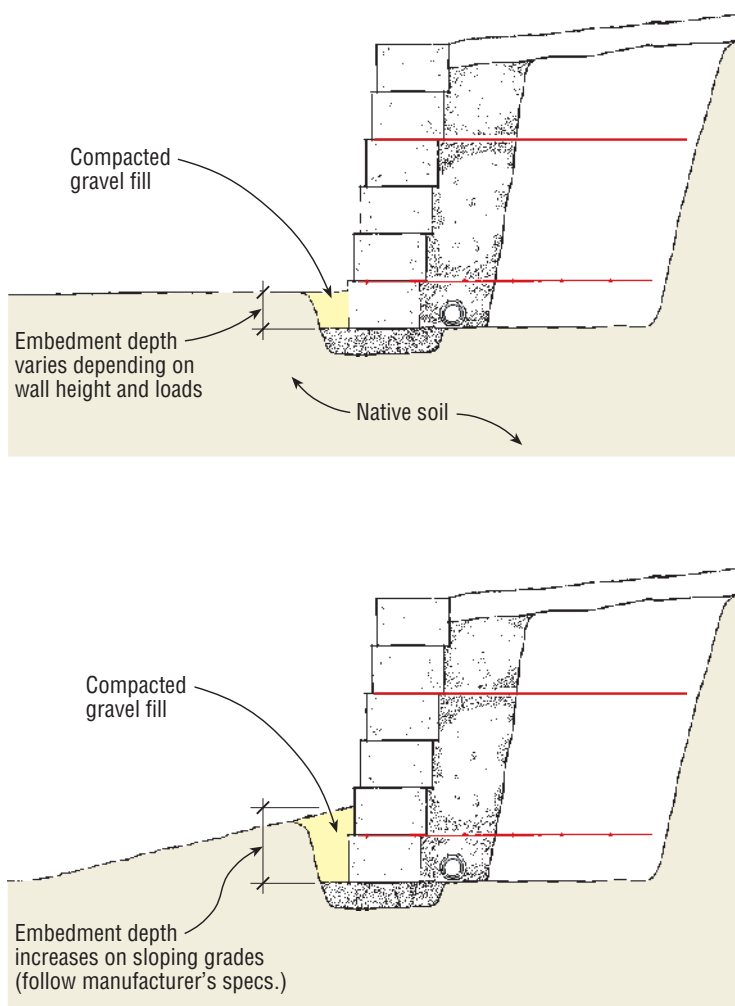 Compacted
gravel fill
Embedment depth
varies depending on
wall height and loads
Native soil
Compacted
gravel fill
Embedment depth
increases on sloping grades
(follow manufacturer’s specs.)